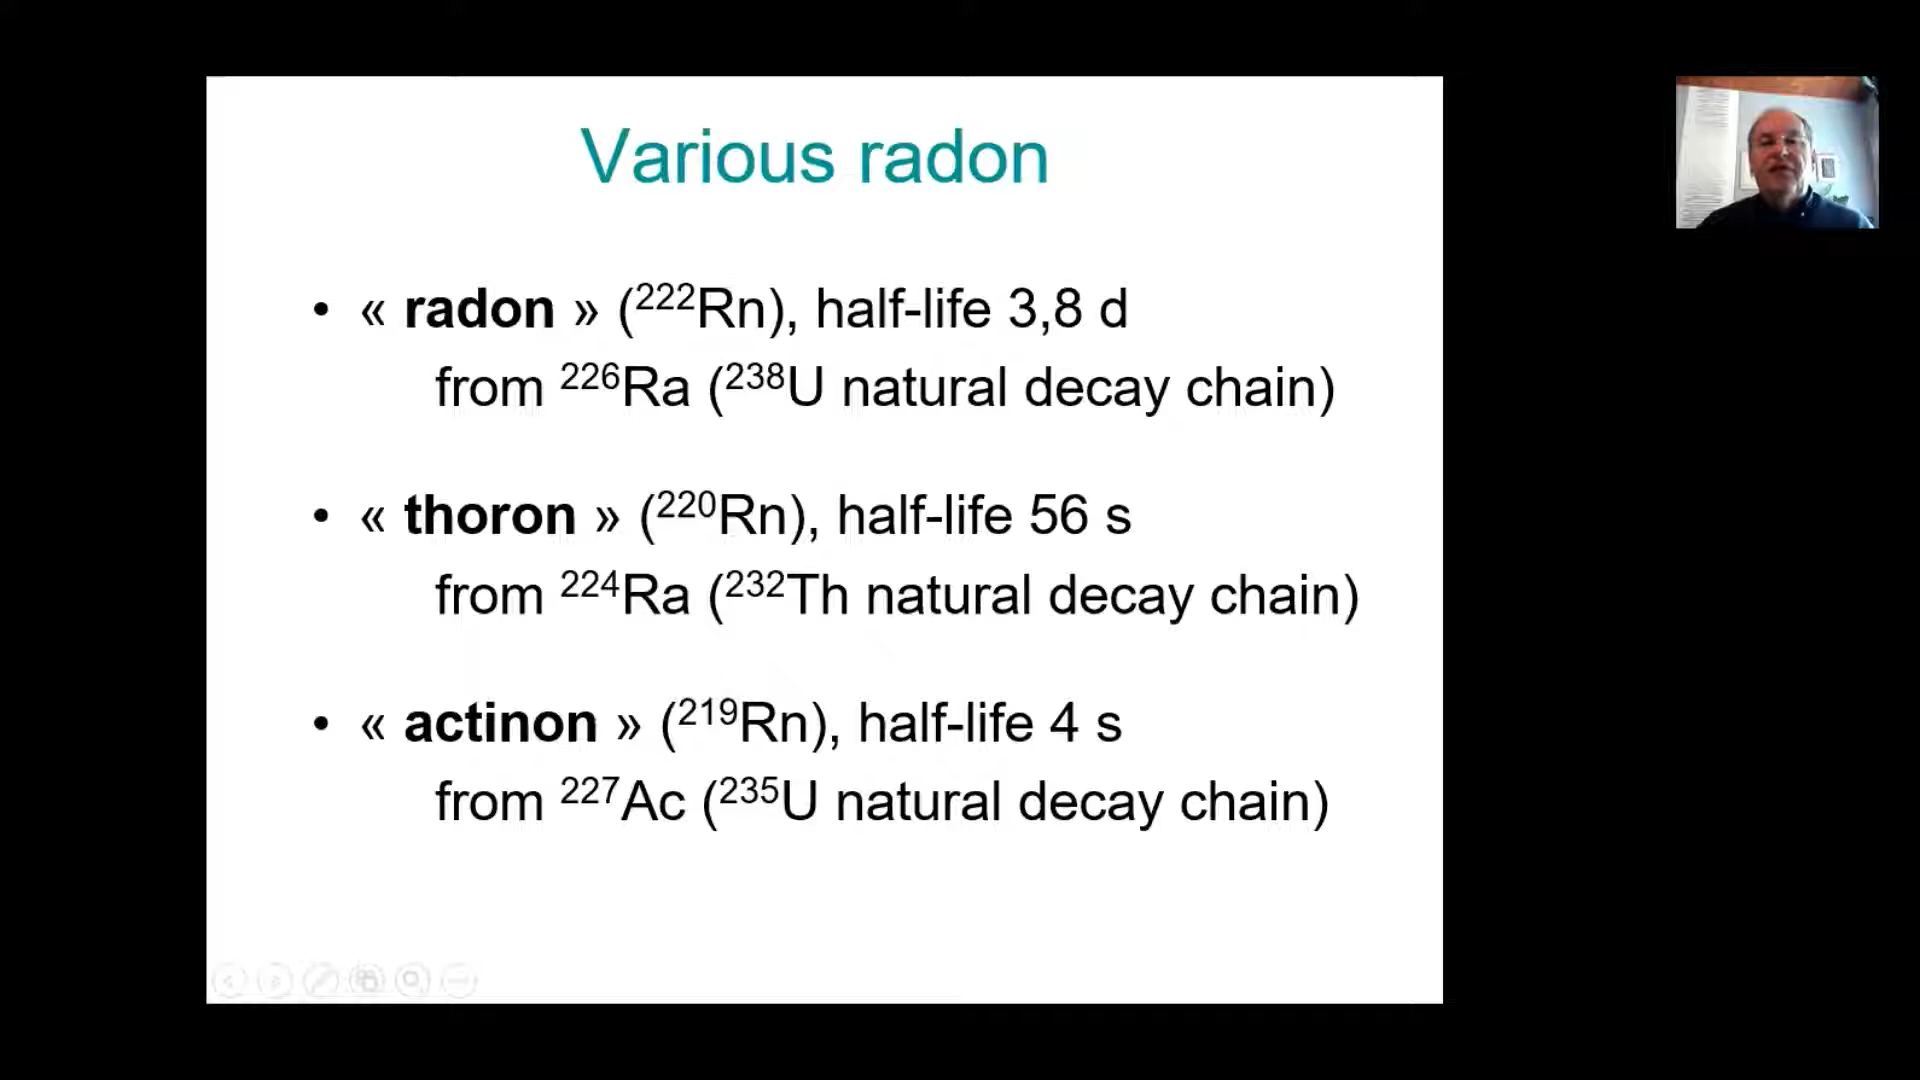 Various radon
• « radon » (²²²Rn), half-life 3,8 d
from ²²⁶Ra (²³⁸U natural decay chain)
• « thoron » (²²⁰Rn), half-life 56 s
from ²²⁴Ra (²³²Th natural decay chain)
• « actinon » (²¹⁹Rn), half-life 4 s
from ²²⁷Ac (²³⁵U natural decay chain)